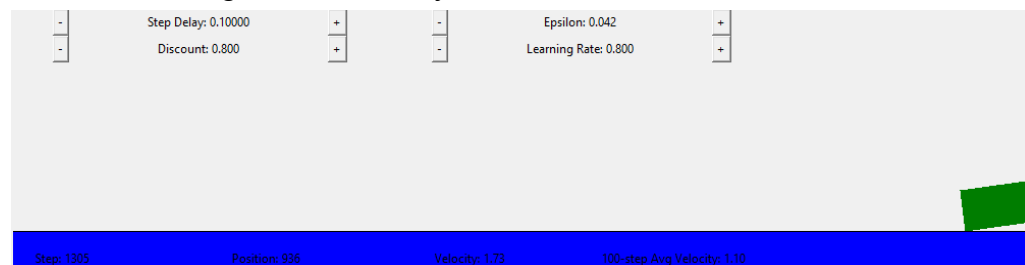 - Step Delay: 0.10000 + - Epsilon: 0.042 +
- Discount: 0.800 + - Learning Rate: 0.800 +
Step: 1305 Position: 936 Velocity: 1.73 100-step Avg Velocity: 1.10